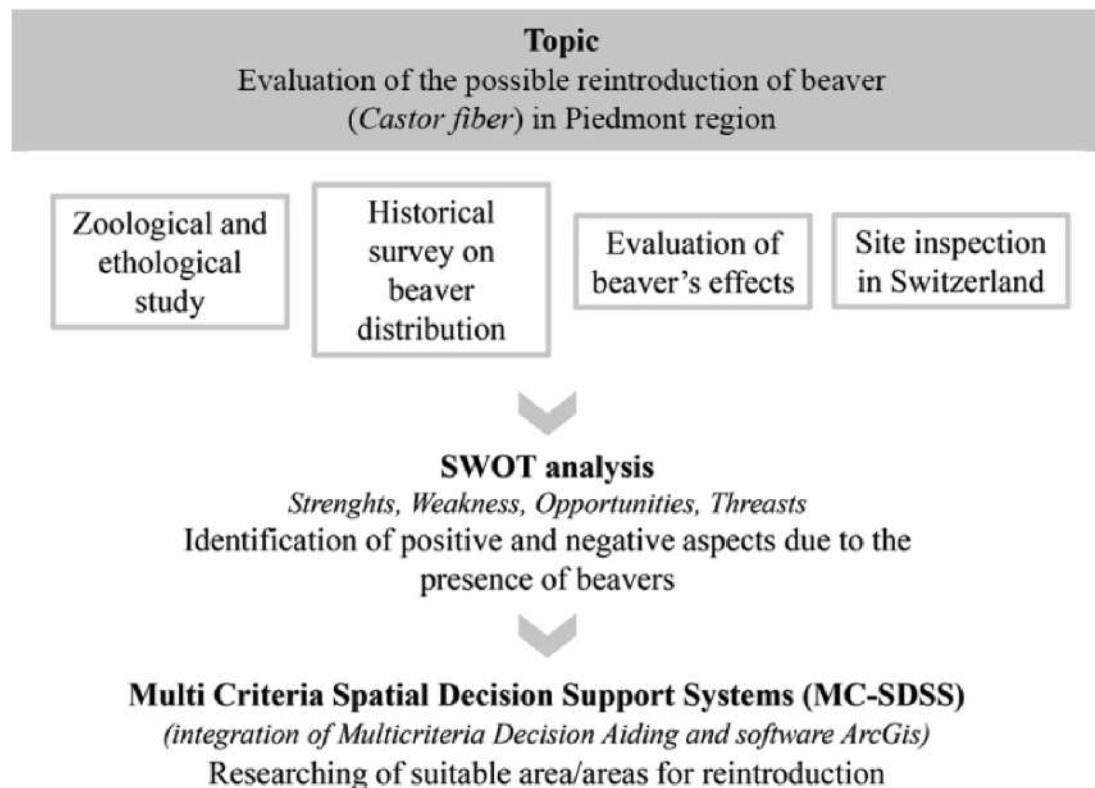 Topic
Evaluation of the possible reintroduction of beaver
(Castor fiber) in Piedmont region
Zoological and
ethological
study
Historical
survey on
beaver
distribution
Evaluation of
beaver's effects
Site inspection
in Switzerland
SWOT analysis
Strenghts, Weakness, Opportunities, Threasts
Identification of positive and negative aspects due to the
presence of beavers
Multi Criteria Spatial Decision Support Systems (MC-SDSS)
(integration of Multicriteria Decision Aiding and software ArcGis)
Researching of suitable area/areas for reintroduction